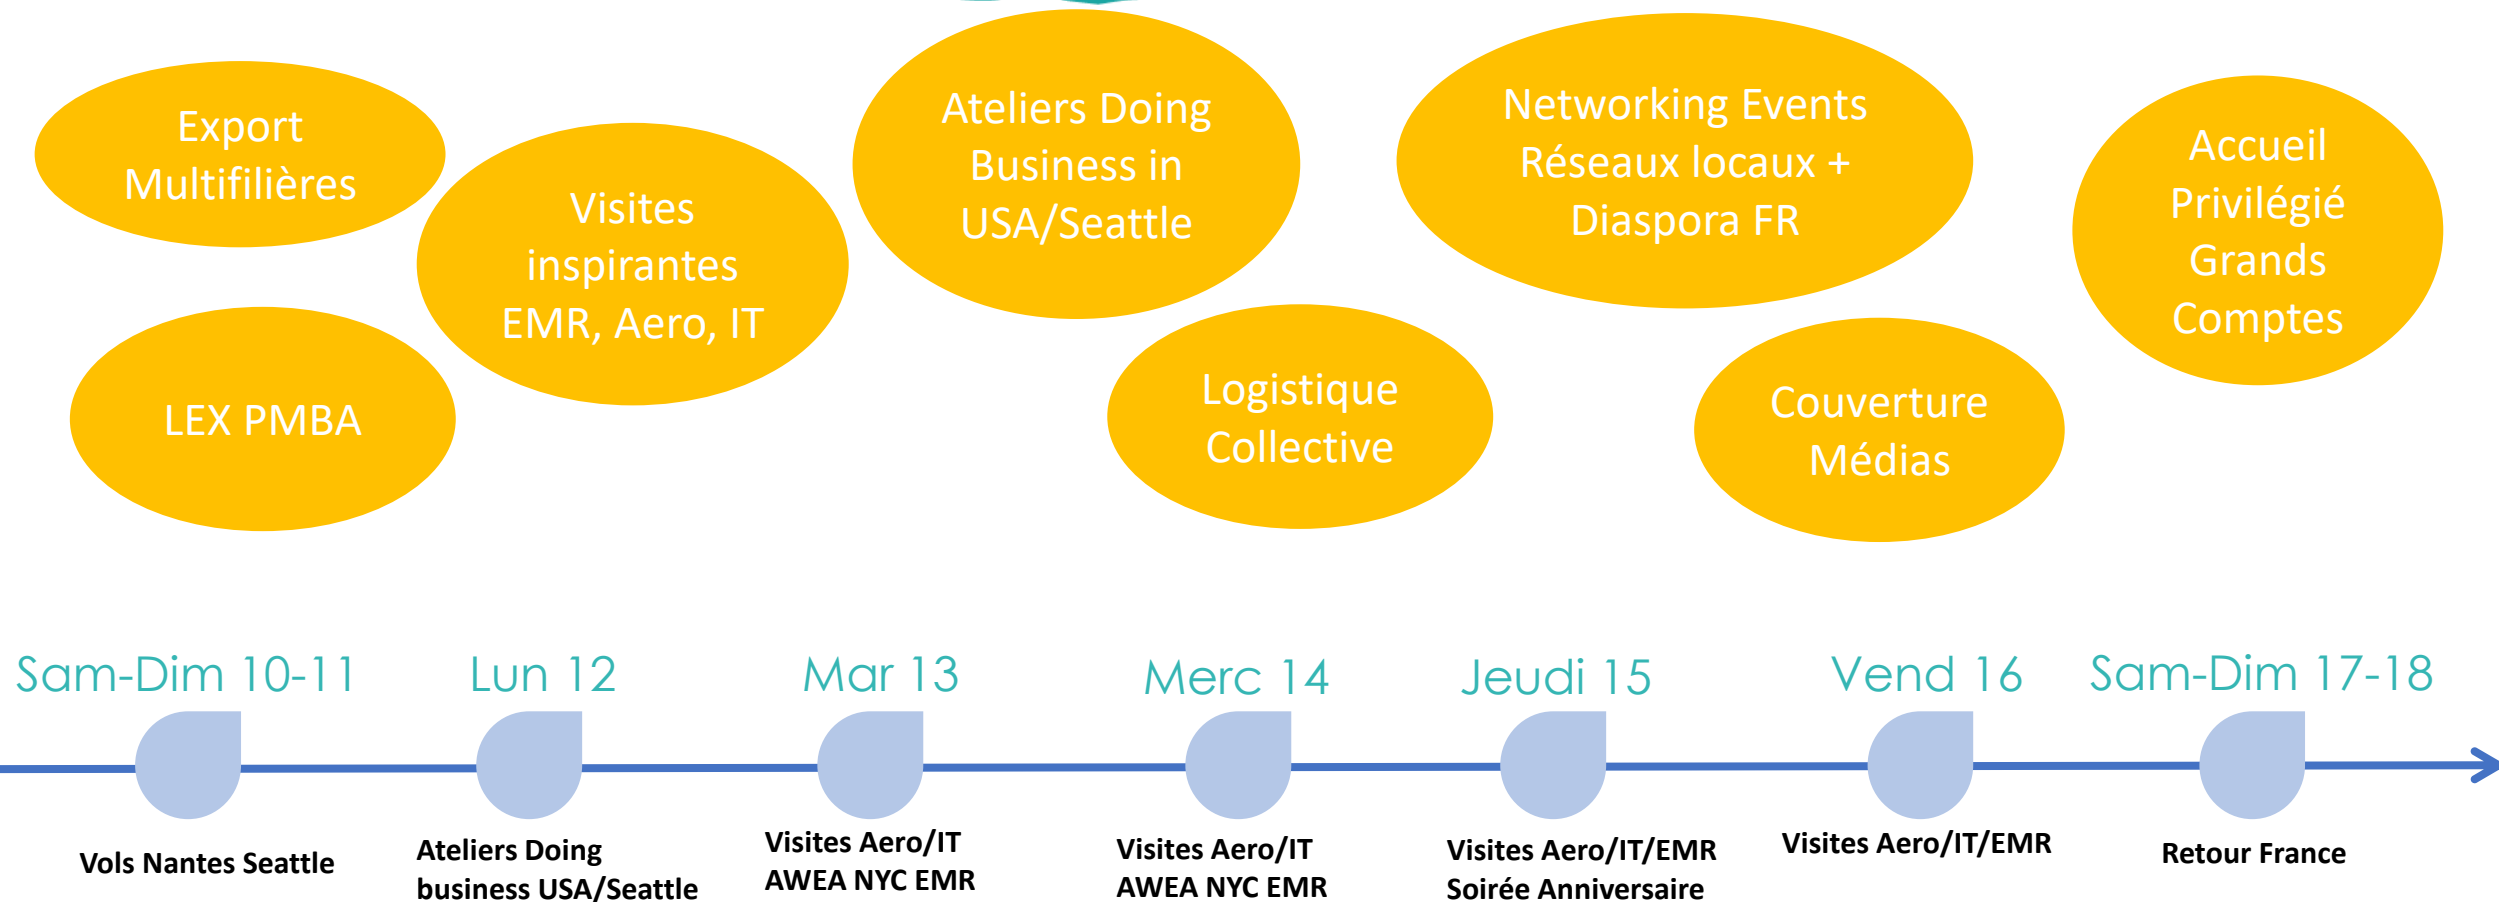 Export
Multifilières
Visites
inspirantes
EMR, Aero, IT
LEX PMBA
Ateliers Doing
Business in
USA/Seattle
Logistique
Collective
Networking Events
Réseaux locaux +
Diaspora FR
Couverture
Médias
Accueil
Privilégié
Grands
Comptes
Sam-Dim 10-11
Lun 12
Mar 13
Merc 14
Jeudi 15
Vend 16
Sam-Dim 17-18
Vols Nantes Seattle
Ateliers Doing
business USA/Seattle
Visites Aero/IT
AWEA NYC EMR
Visites Aero/IT
AWEA NYC EMR
Visites Aero/IT/EMR
Soirée Anniversaire
Visites Aero/IT/EMR
Retour France